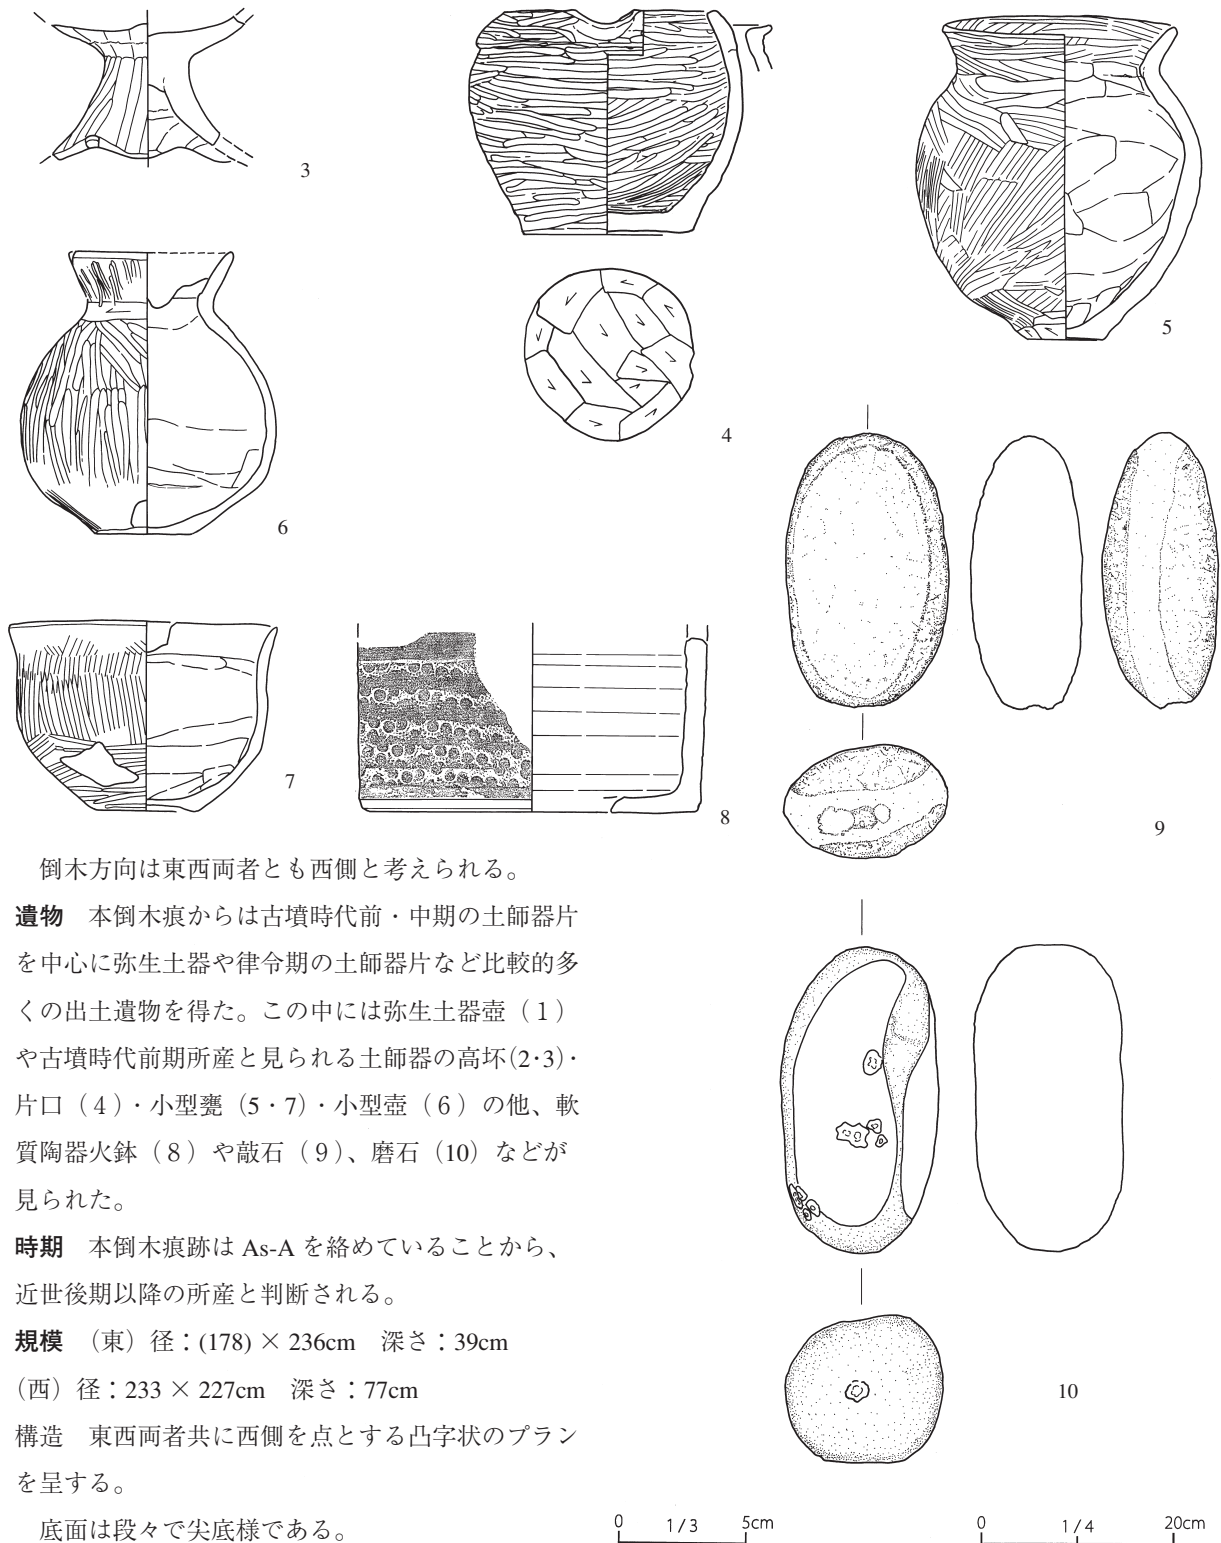 3
4
5
6
7
8
9
倒木方向は東西両者とも西側と考えられる。
遺物　本倒木痕からは古墳時代前・中期の土師器片
を中心に弥生土器や律令期の土師器片など比較的多
くの出土遺物を得た。この中には弥生土器壺（１）
や古墳時代前期所産と見られる土師器の高坏(2･3)・
片口（４）・小型甕（5・7）・小型壺（６）の他、軟
質陶器火鉢（８）や敲石（９）、磨石（10）などが
見られた。
時期　本倒木痕跡は As-A を絡めていることから、
近世後期以降の所産と判断される。
規模　（東）径：(178) × 236cm　深さ：39cm
（西）径：233 × 227cm　深さ：77cm
構造　東西両者共に西側を点とする凸字状のプラン
を呈する。
底面は段々で尖底様である。
10
0 1/3 5cm
0 1/4 20cm